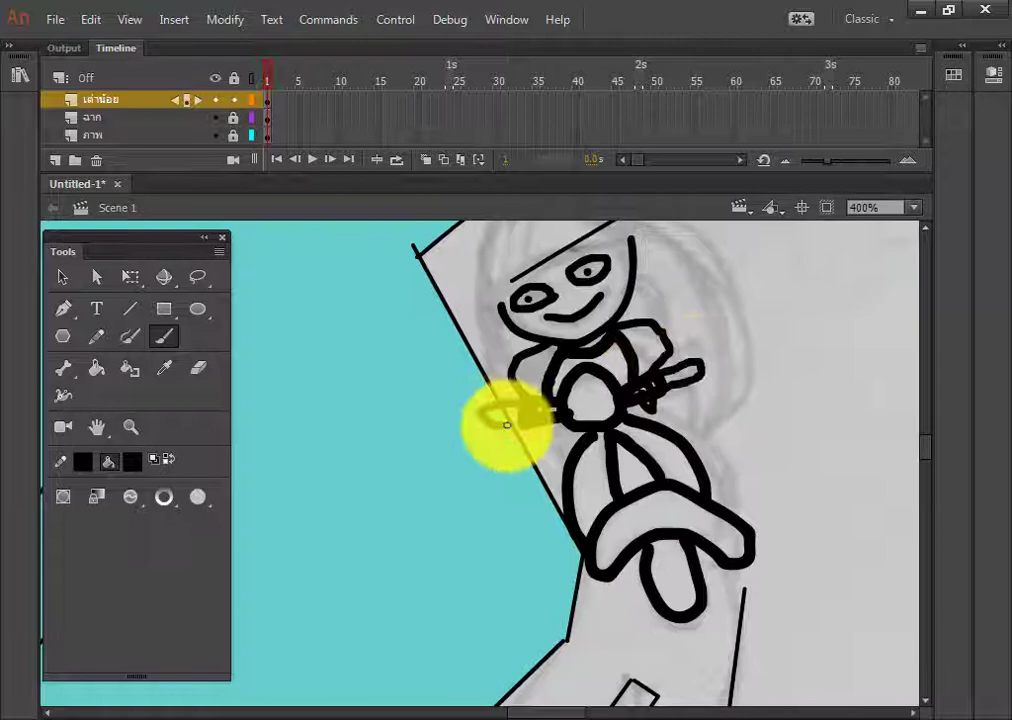 An File Edit View Insert Modify Text Commands Control Debug Window Help Classic
Output Timeline
1s 2s 3s
Off 1 5 10 15 20 25 30 35 40 45 50 55 60 65 70 75 80
เต่าน้อย
ฉาก
ภาพ
1 0.0s
Untitled-1*
Scene 1 400%
Tools
T